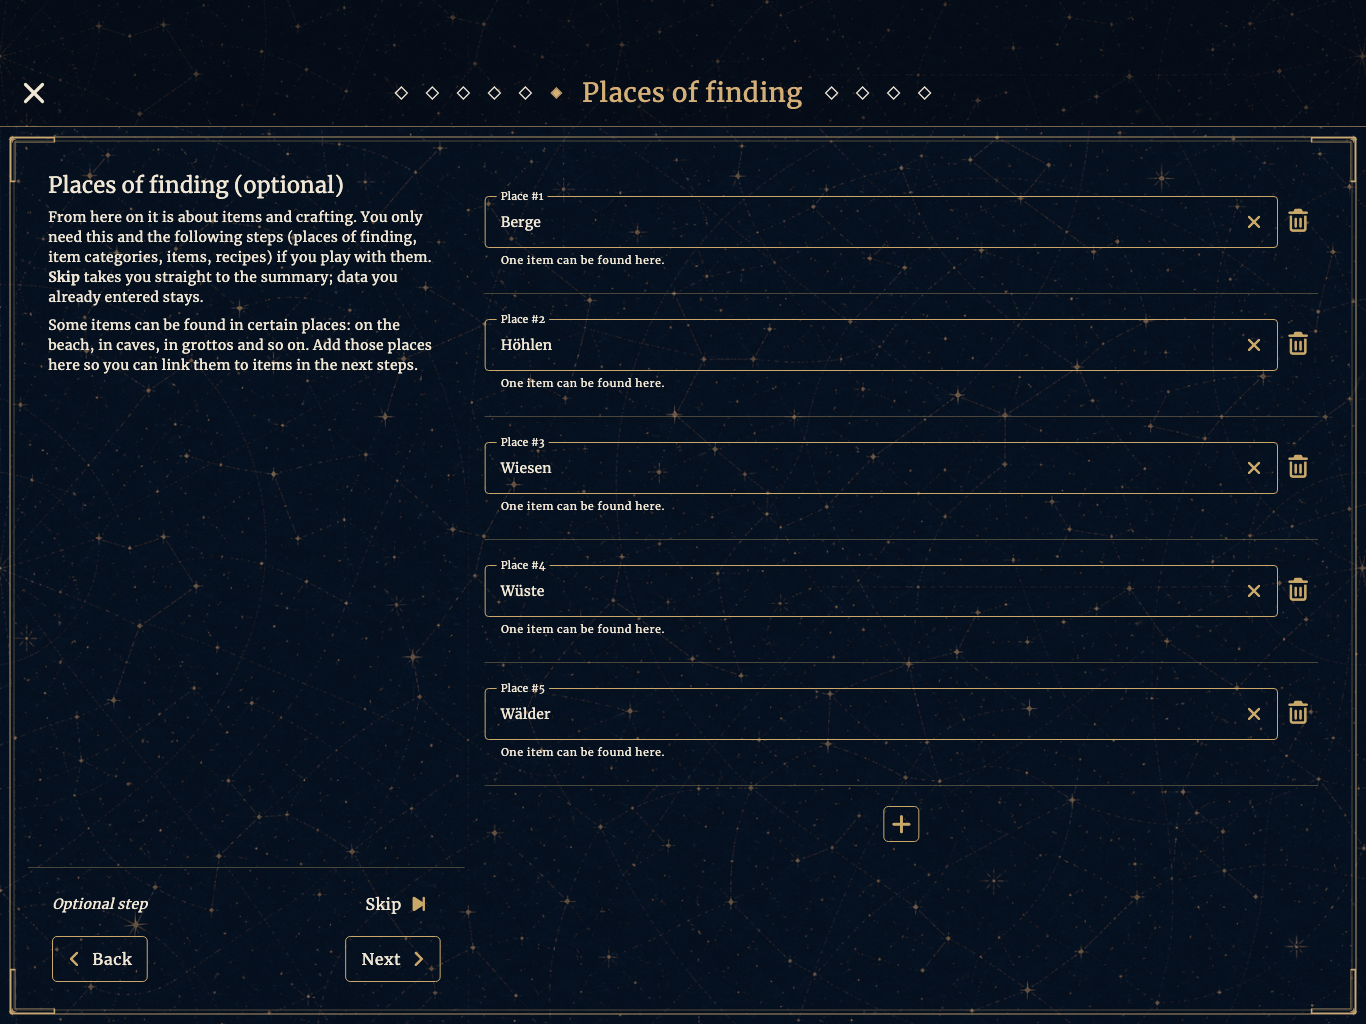 Places of finding
Places of finding (optional)
From here on it is about items and crafting. You only
need this and the following steps (places of finding,
item categories, items, recipes) if you play with them.
Skip takes you straight to the summary; data you
already entered stays.
Some items can be found in certain places: on the
beach, in caves, in grottos and so on. Add those places
here so you can link them to items in the next steps.
Place #1
Berge
One item can be found here.
Place #2
Höhlen
One item can be found here.
Place #3
Wiesen
One item can be found here.
Place #4
Wüste
One item can be found here.
Place #5
Wälder
One item can be found here.
Optional step
Skip
Back
Next